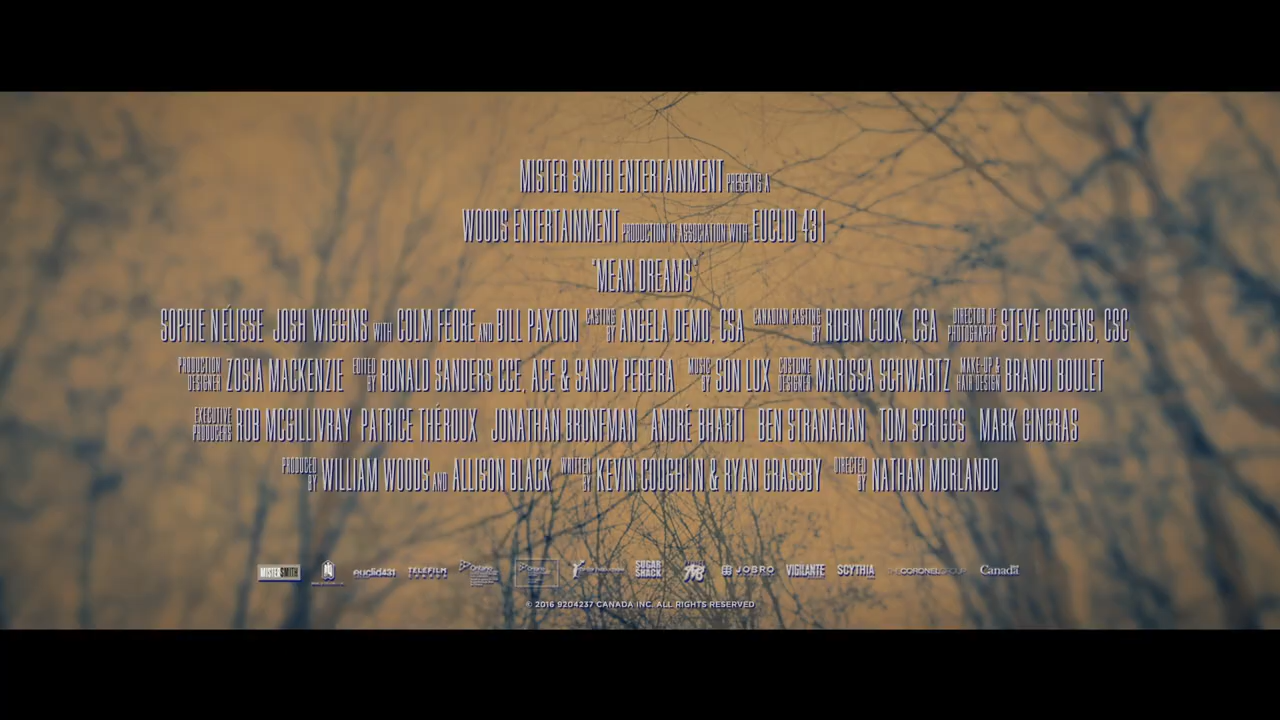 MISTER SMITH ENTERTAINMENT PRESENTS A
WOODS ENTERTAINMENT PRODUCTION IN ASSOCIATION WITH EUCLID 431
"MEAN DREAMS"
SOPHIE NÉLISSE JOSH WIGGINS WITH COLM FEORE AND BILL PAXTON CASTING BY ANGELA DEMO, CSA CANADIAN CASTING BY ROBIN COOK, CSA DIRECTOR OF PHOTOGRAPHY STEVE COSENS, CSC
PRODUCTION DESIGNER ZOSIA MACKENZIE EDITED BY RONALD SANDERS CCE, ACE & SANDY PEREIRA MUSIC BY SON LUX COSTUME DESIGNER MARISSA SCHWARTZ MAKE-UP & HAIR DESIGN BRANDI BOULET
EXECUTIVE PRODUCERS ROB MCGILLIVRAY PATRICE THÉROUX JONATHAN BRONFMAN ANDRÉ BHARTI BEN STRANAHAN TOM SPRIGGS MARK GINGRAS
PRODUCED BY WILLIAM WOODS AND ALLISON BLACK WRITTEN BY KEVIN COUGHLIN & RYAN GRASSBY DIRECTED BY NATHAN MORLANDO
MISTER SMITH euclid431 TELEFILM Ontario Ontario SUGAR SHACK JOBRO VIGILANTE SCYTHIA THE CORONEL GROUP Canada
© 2016 9204237 CANADA INC. ALL RIGHTS RESERVED